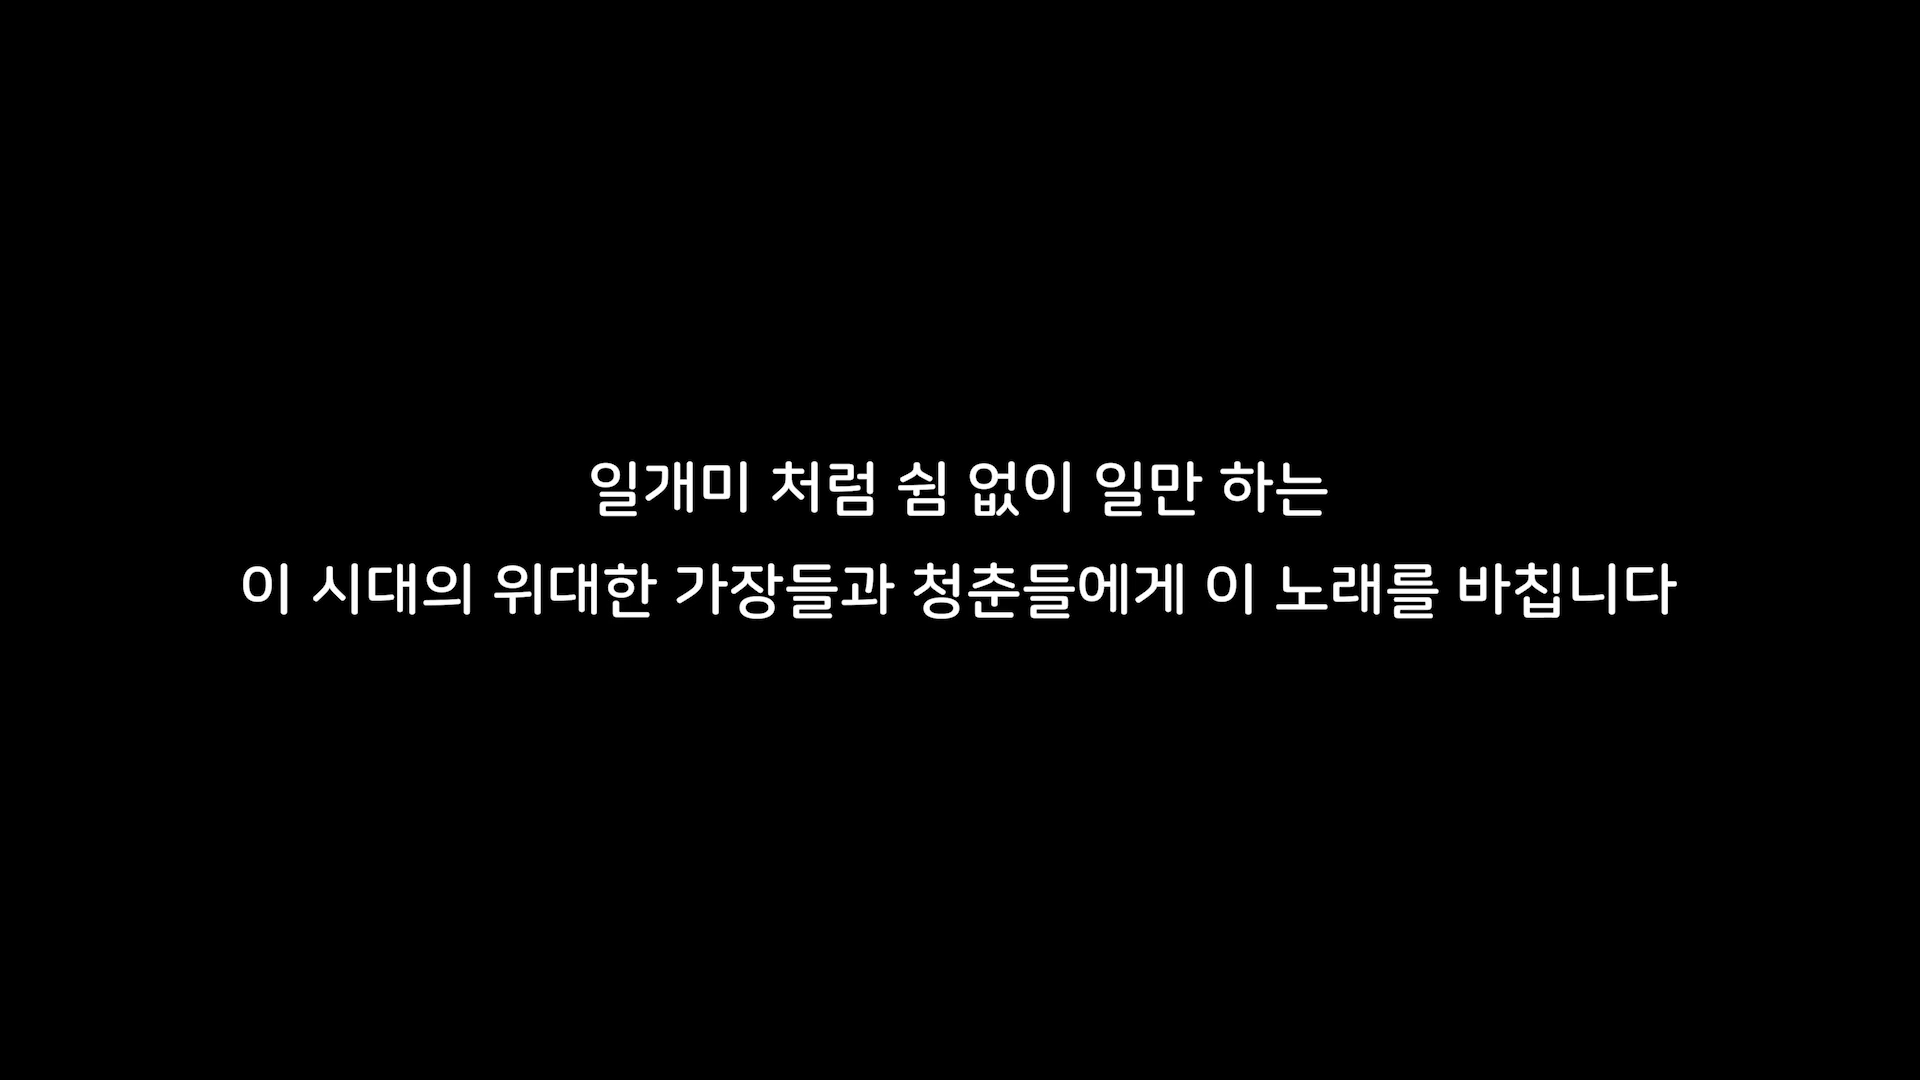 일개미 처럼 쉼 없이 일만 하는
이 시대의 위대한 가장들과 청춘들에게 이 노래를 바칩니다